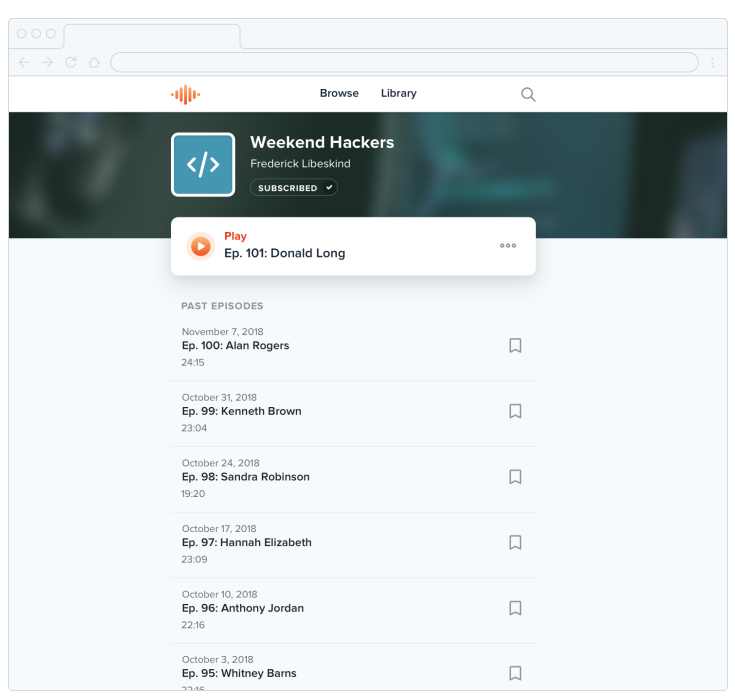 Browse Library
Weekend Hackers
Frederick Libeskind
SUBSCRIBED
Play
Ep. 101: Donald Long
PAST EPISODES
November 7, 2018
Ep. 100: Alan Rogers
24:15
October 31, 2018
Ep. 99: Kenneth Brown
23:04
October 24, 2018
Ep. 98: Sandra Robinson
19:20
October 17, 2018
Ep. 97: Hannah Elizabeth
23:09
October 10, 2018
Ep. 96: Anthony Jordan
22:16
October 3, 2018
Ep. 95: Whitney Barns